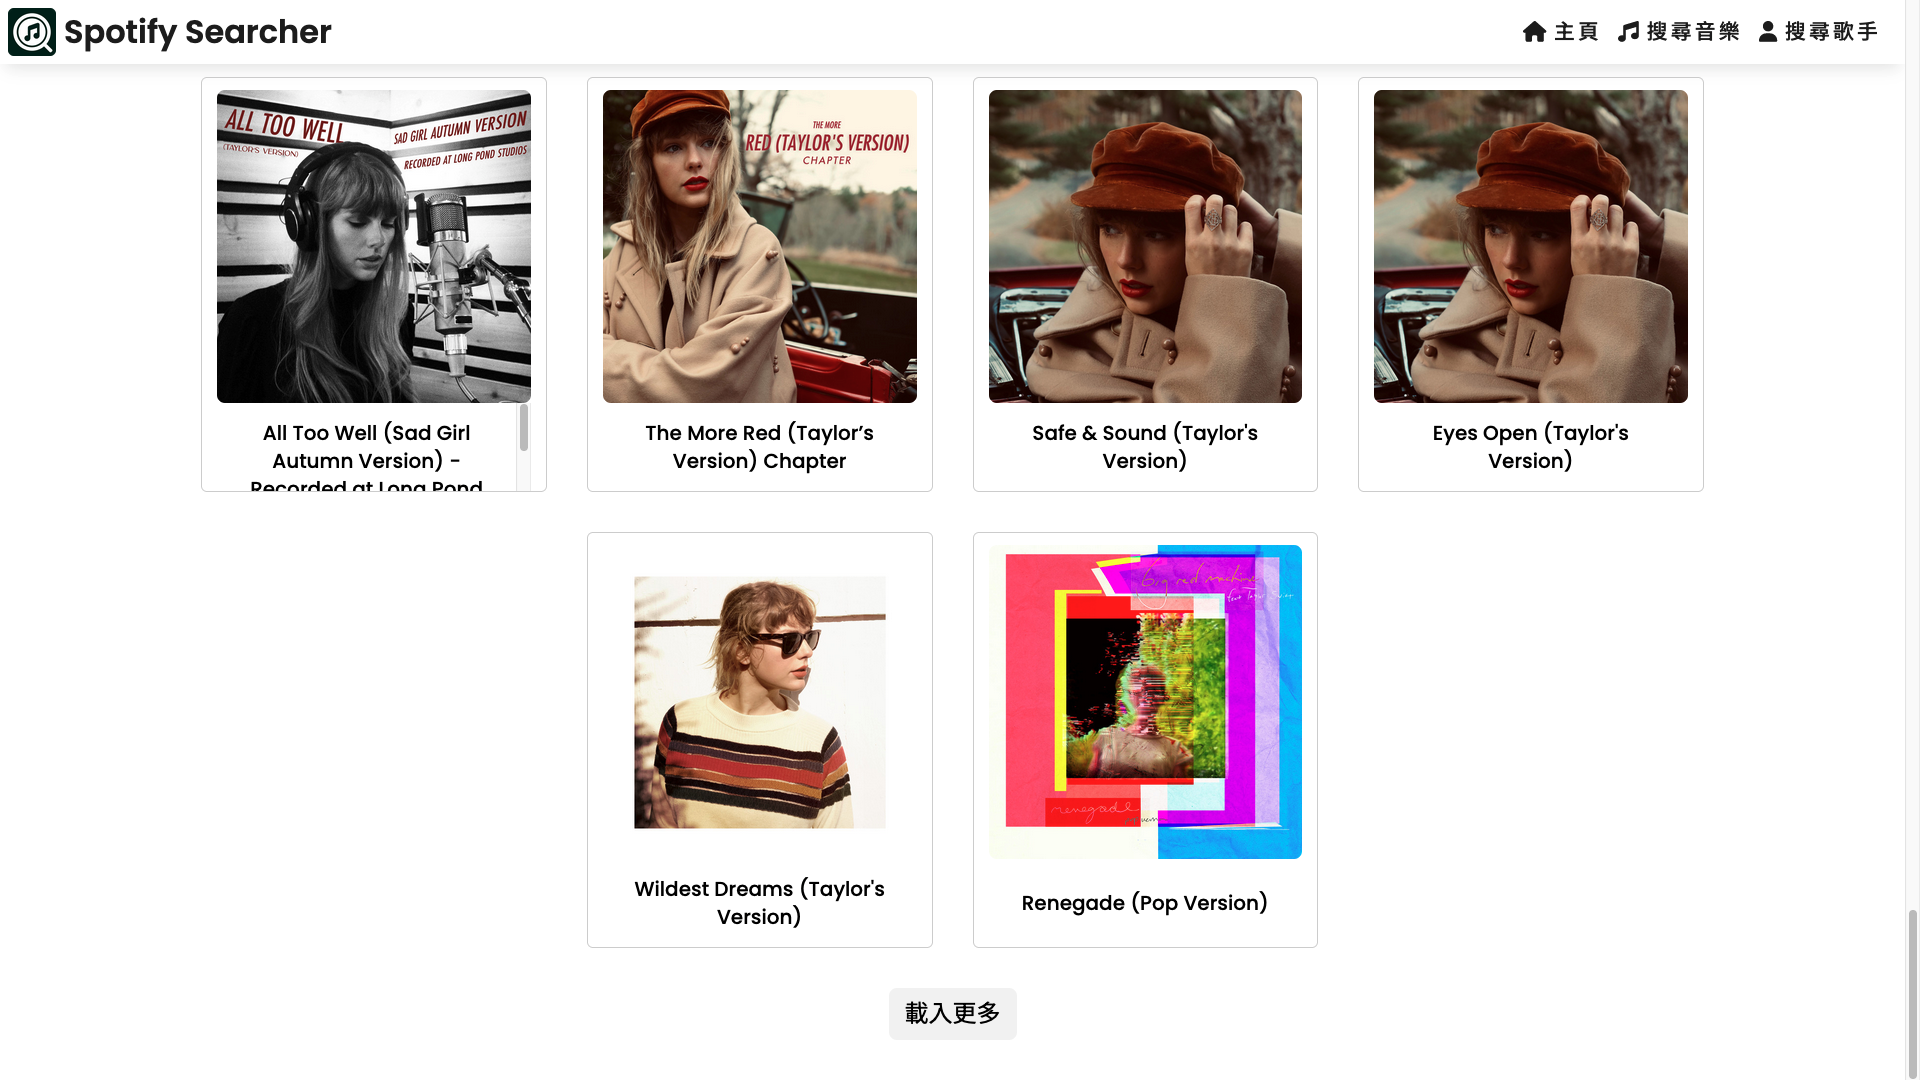 Spotify Searcher
主頁
搜尋音樂
搜尋歌手
ALL TOO WELL
(TAYLOR'S VERSION)
SAD GIRL AUTUMN VERSION
RECORDED AT LONG POND STUDIOS
THE MORE
RED (TAYLOR'S VERSION)
CHAPTER
All Too Well (Sad Girl
Autumn Version) -
Recorded at Long Pond
The More Red (Taylor’s
Version) Chapter
Safe & Sound (Taylor's
Version)
Eyes Open (Taylor's
Version)
big red machine
feat. Taylor Swift
renegade
Wildest Dreams (Taylor's
Version)
Renegade (Pop Version)
載入更多